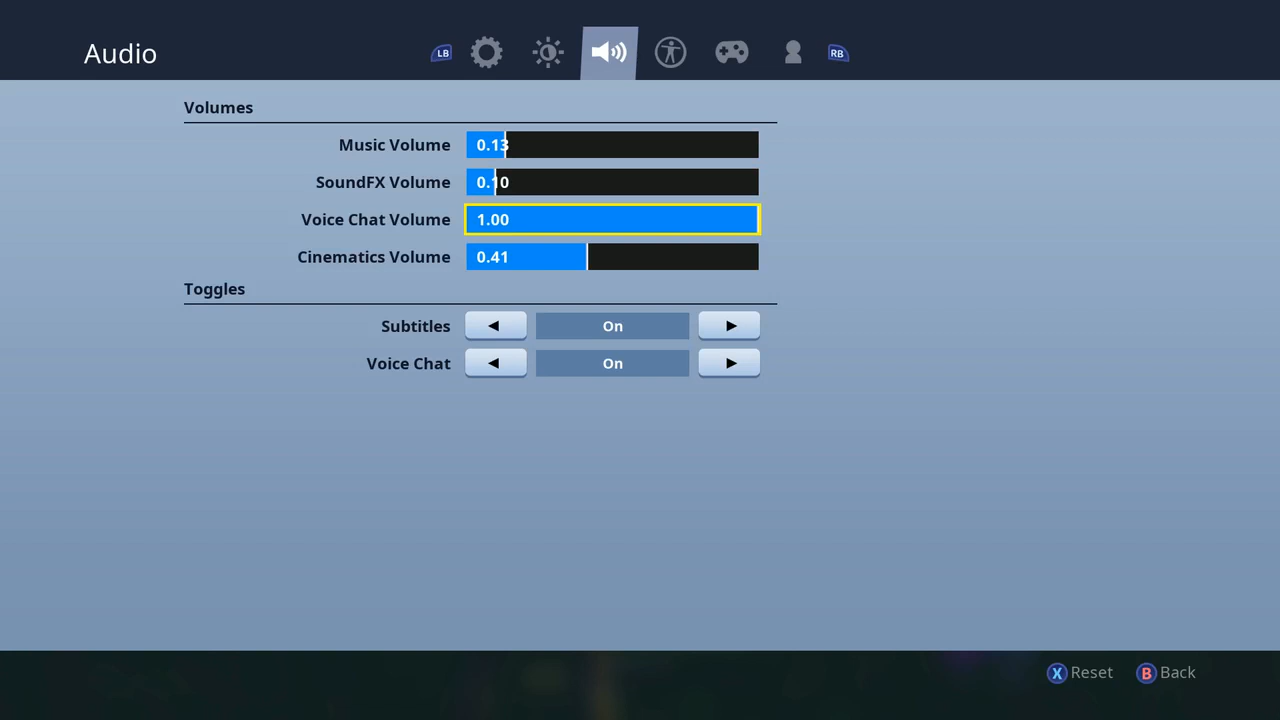 Audio
LB
RB
Volumes
Music Volume 0.13
SoundFX Volume 0.10
Voice Chat Volume 1.00
Cinematics Volume 0.41
Toggles
Subtitles On
Voice Chat On
X Reset B Back